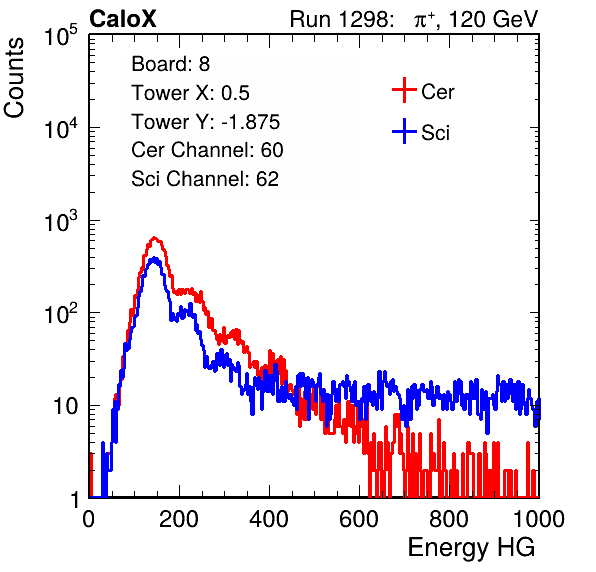 CaloX Run 1298: π⁺, 120 GeV
Counts
Board: 8
Tower X: 0.5
Tower Y: -1.875
Cer Channel: 60
Sci Channel: 62
Cer
Sci
10⁵
10⁴
10³
10²
10
1
0 200 400 600 800 1000
Energy HG